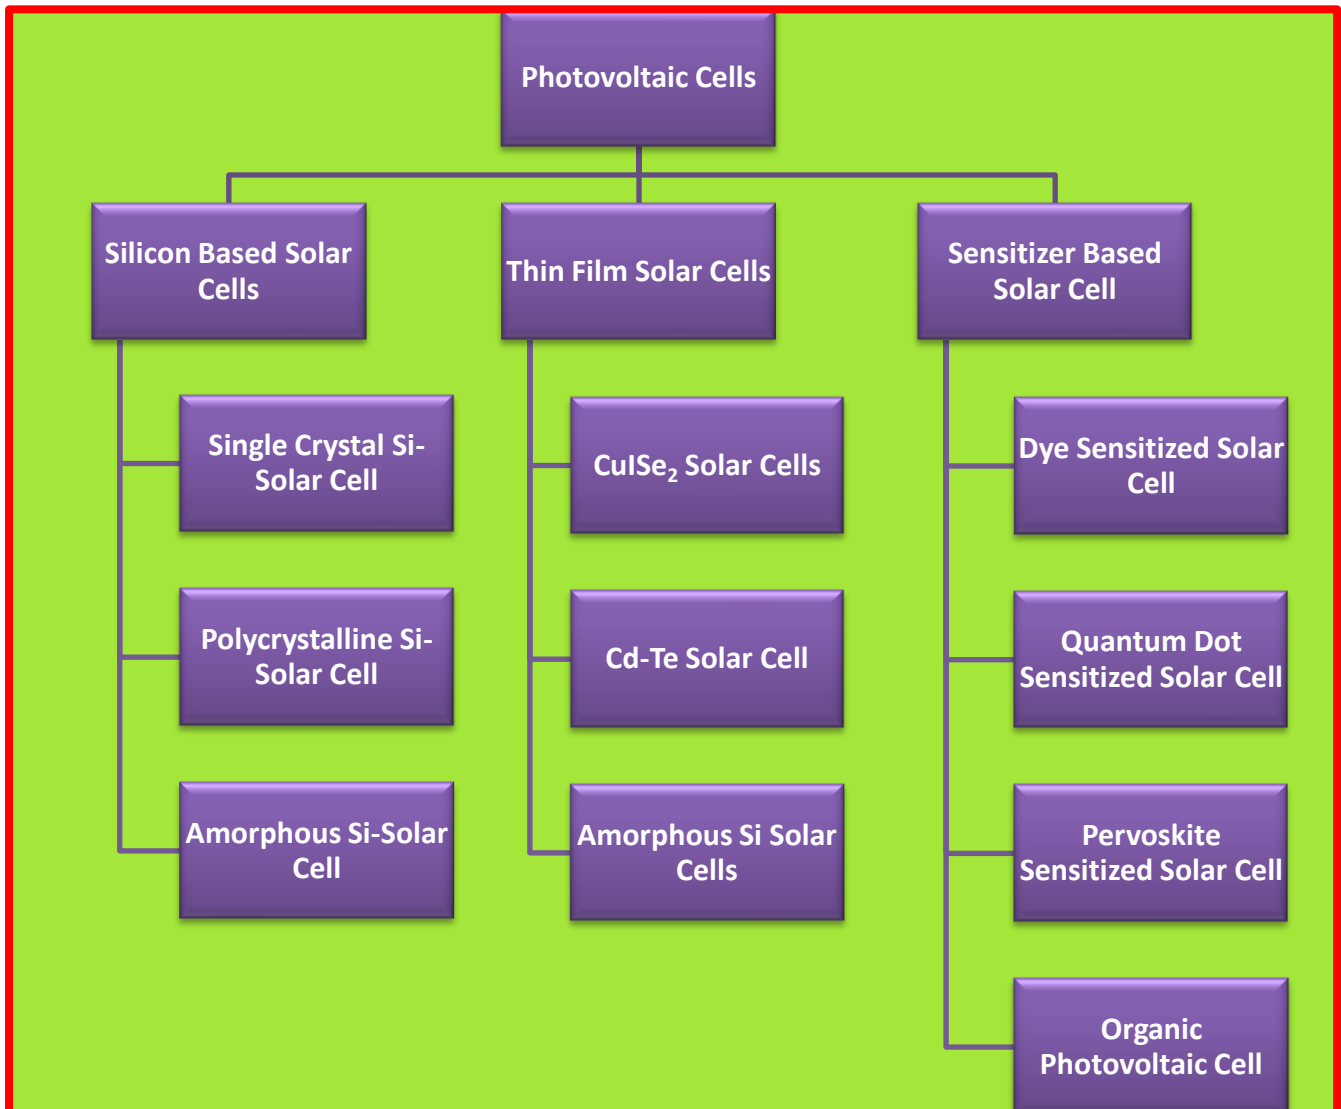 Photovoltaic Cells
Silicon Based Solar
Cells
Thin Film Solar Cells
Sensitizer Based
Solar Cell
Single Crystal Si-
Solar Cell
CuISe₂ Solar Cells
Dye Sensitized Solar
Cell
Polycrystalline Si-
Solar Cell
Cd-Te Solar Cell
Quantum Dot
Sensitized Solar Cell
Amorphous Si-Solar
Cell
Amorphous Si Solar
Cells
Pervoskite
Sensitized Solar Cell
Organic
Photovoltaic Cell